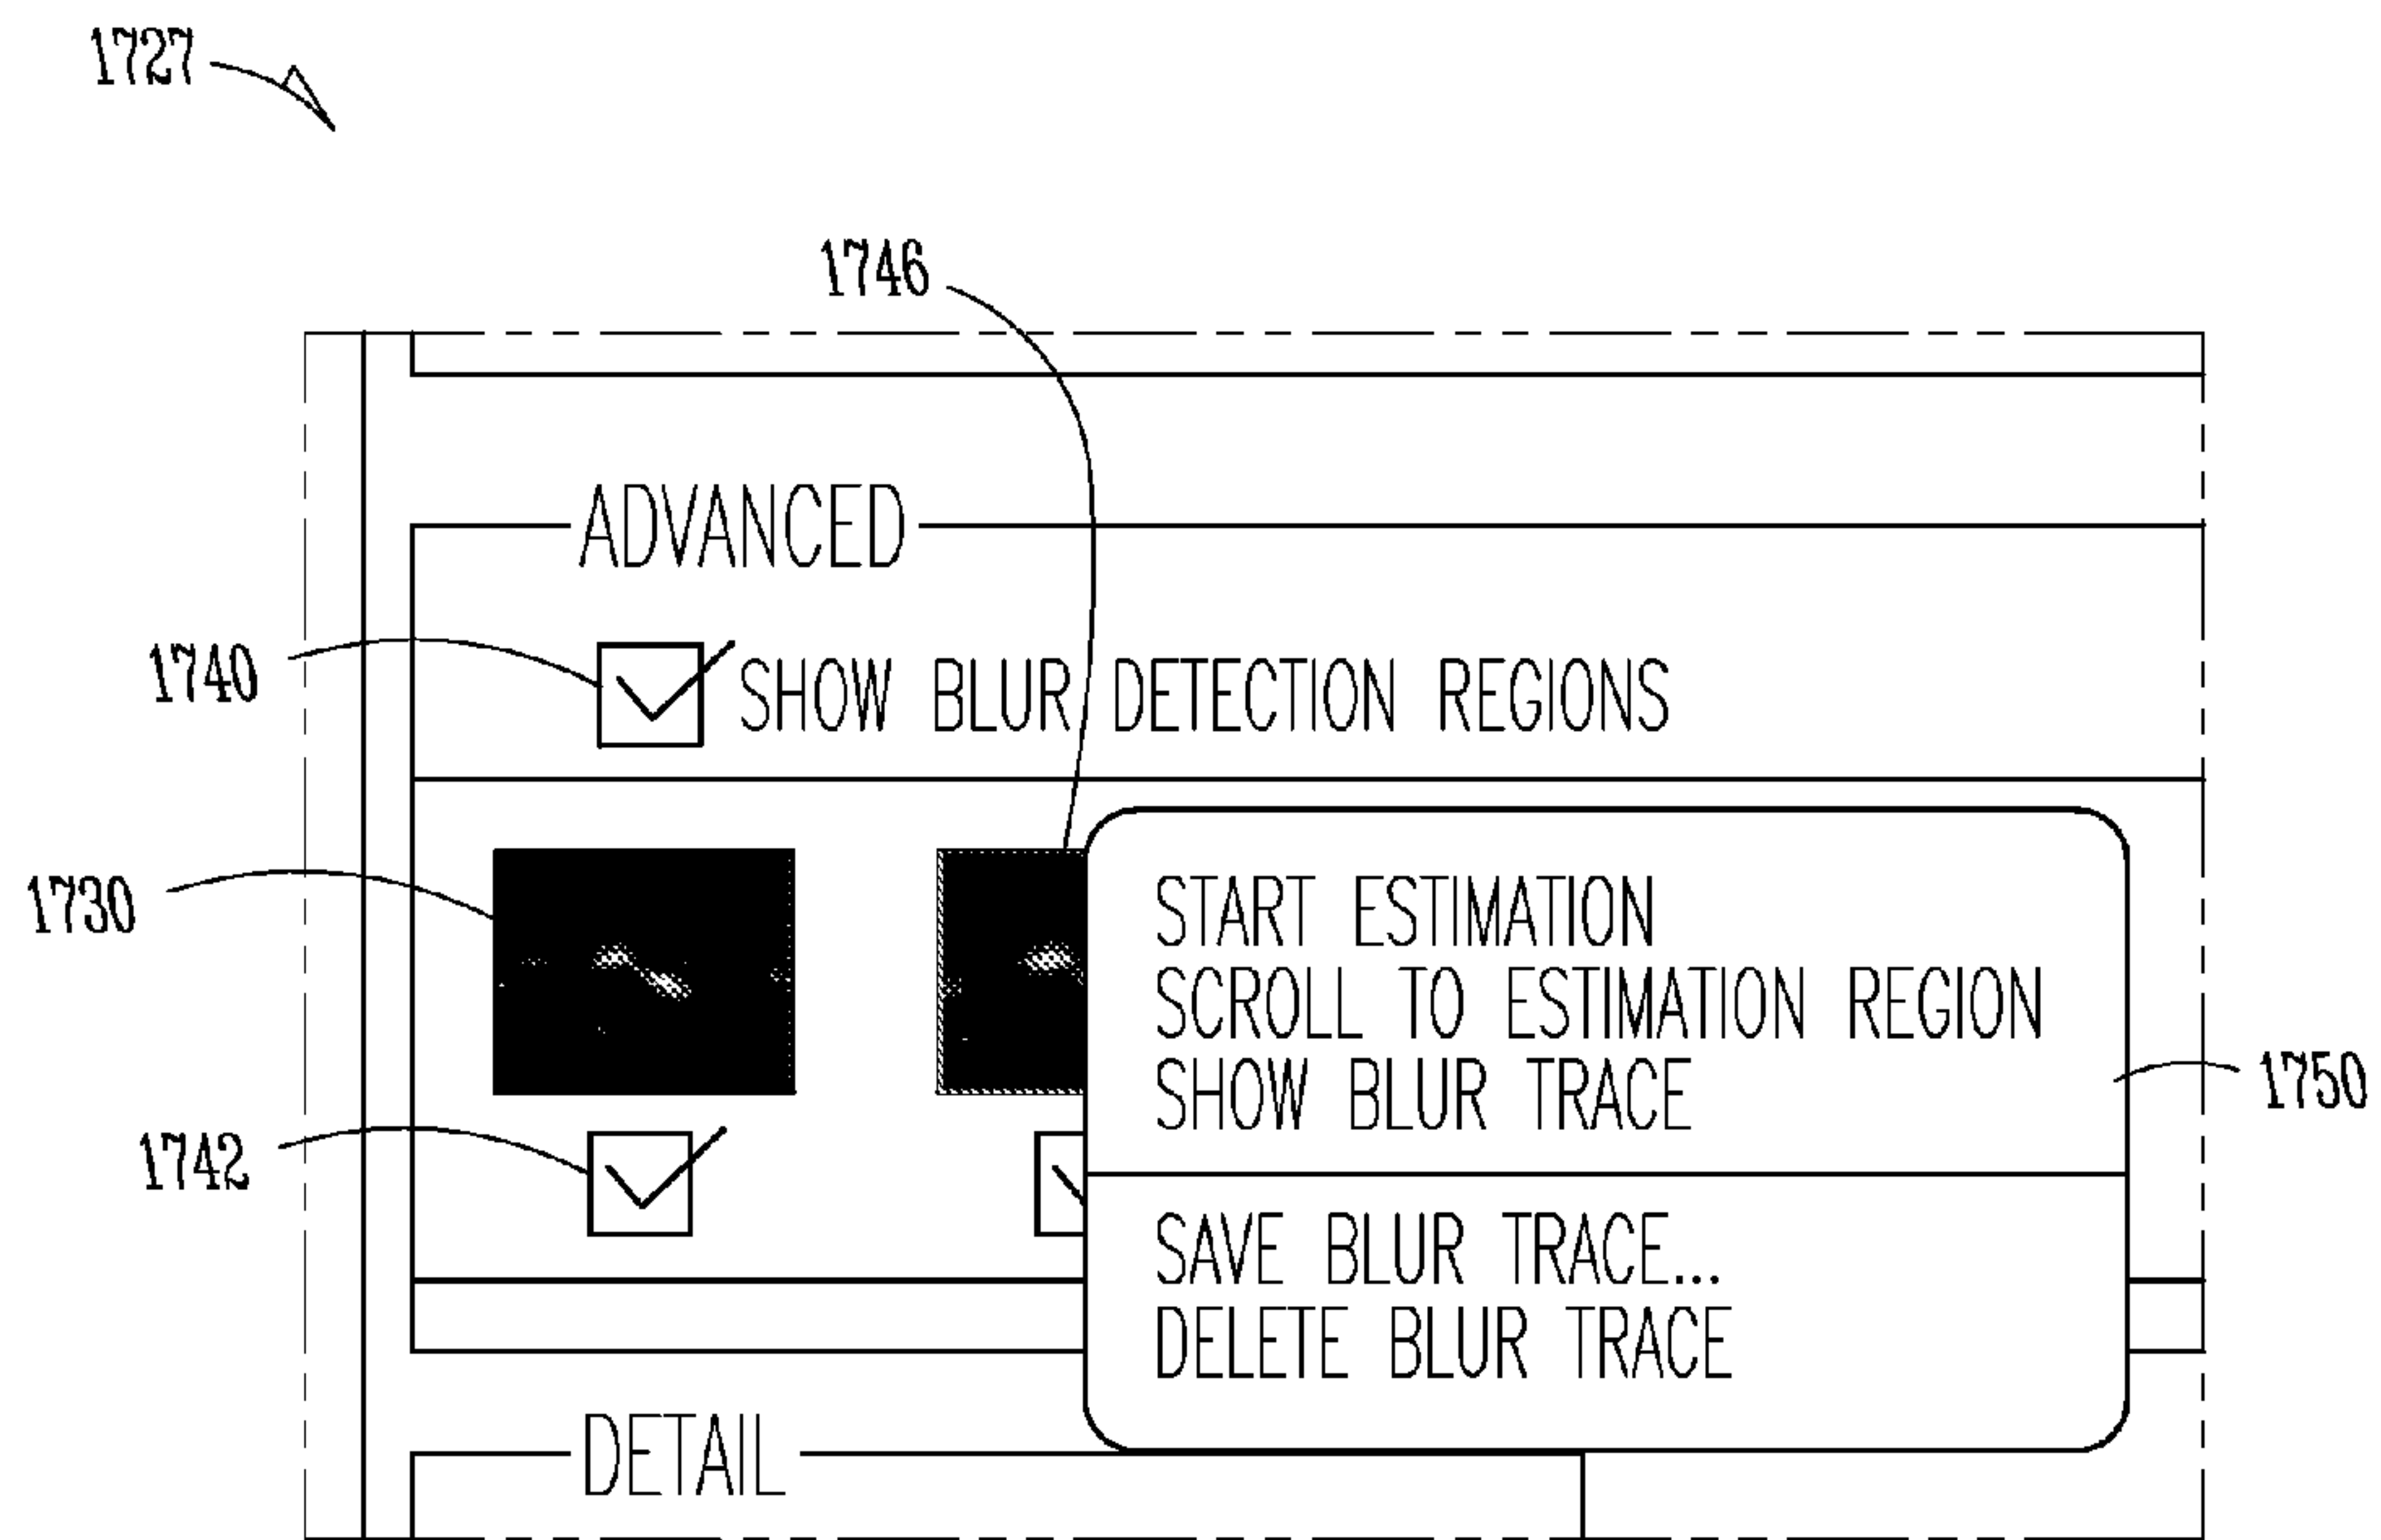 1727
1746
ADVANCED
1740
SHOW BLUR DETECTION REGIONS
1730
START ESTIMATION
SCROLL TO ESTIMATION REGION
SHOW BLUR TRACE
1750
1742
SAVE BLUR TRACE...
DELETE BLUR TRACE
DETAIL